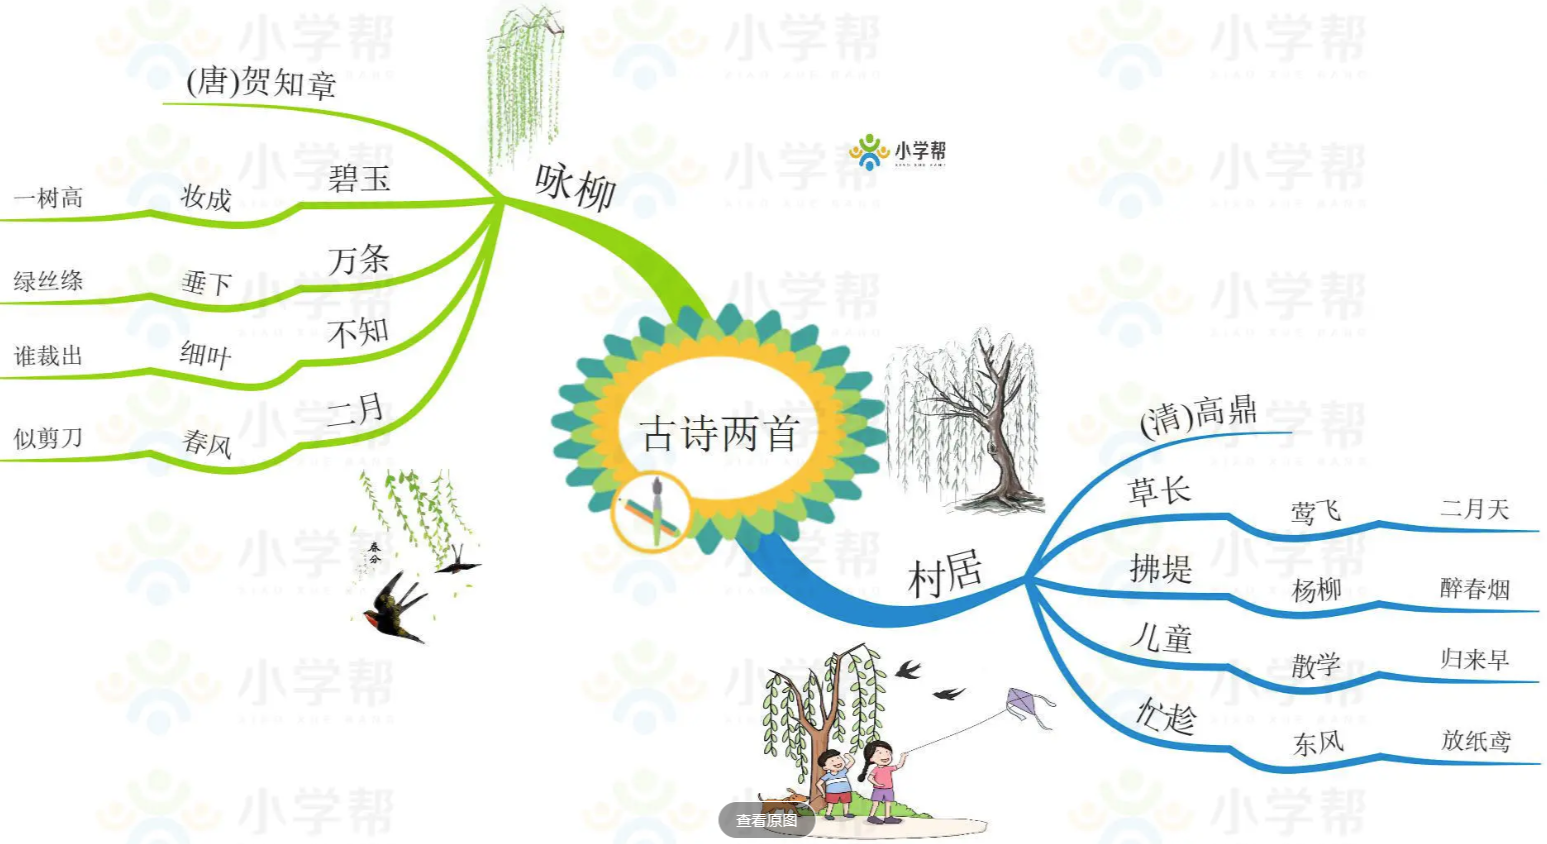 古诗两首
咏柳
(唐)贺知章
碧玉 妆成 一树高
万条 垂下 绿丝绦
不知 细叶 谁裁出
二月 春风 似剪刀
村居
(清)高鼎
草长 莺飞 二月天
拂堤 杨柳 醉春烟
儿童 散学 归来早
忙趁 东风 放纸鸢
春分
小学帮
XIAO XUE BANG
查看原图